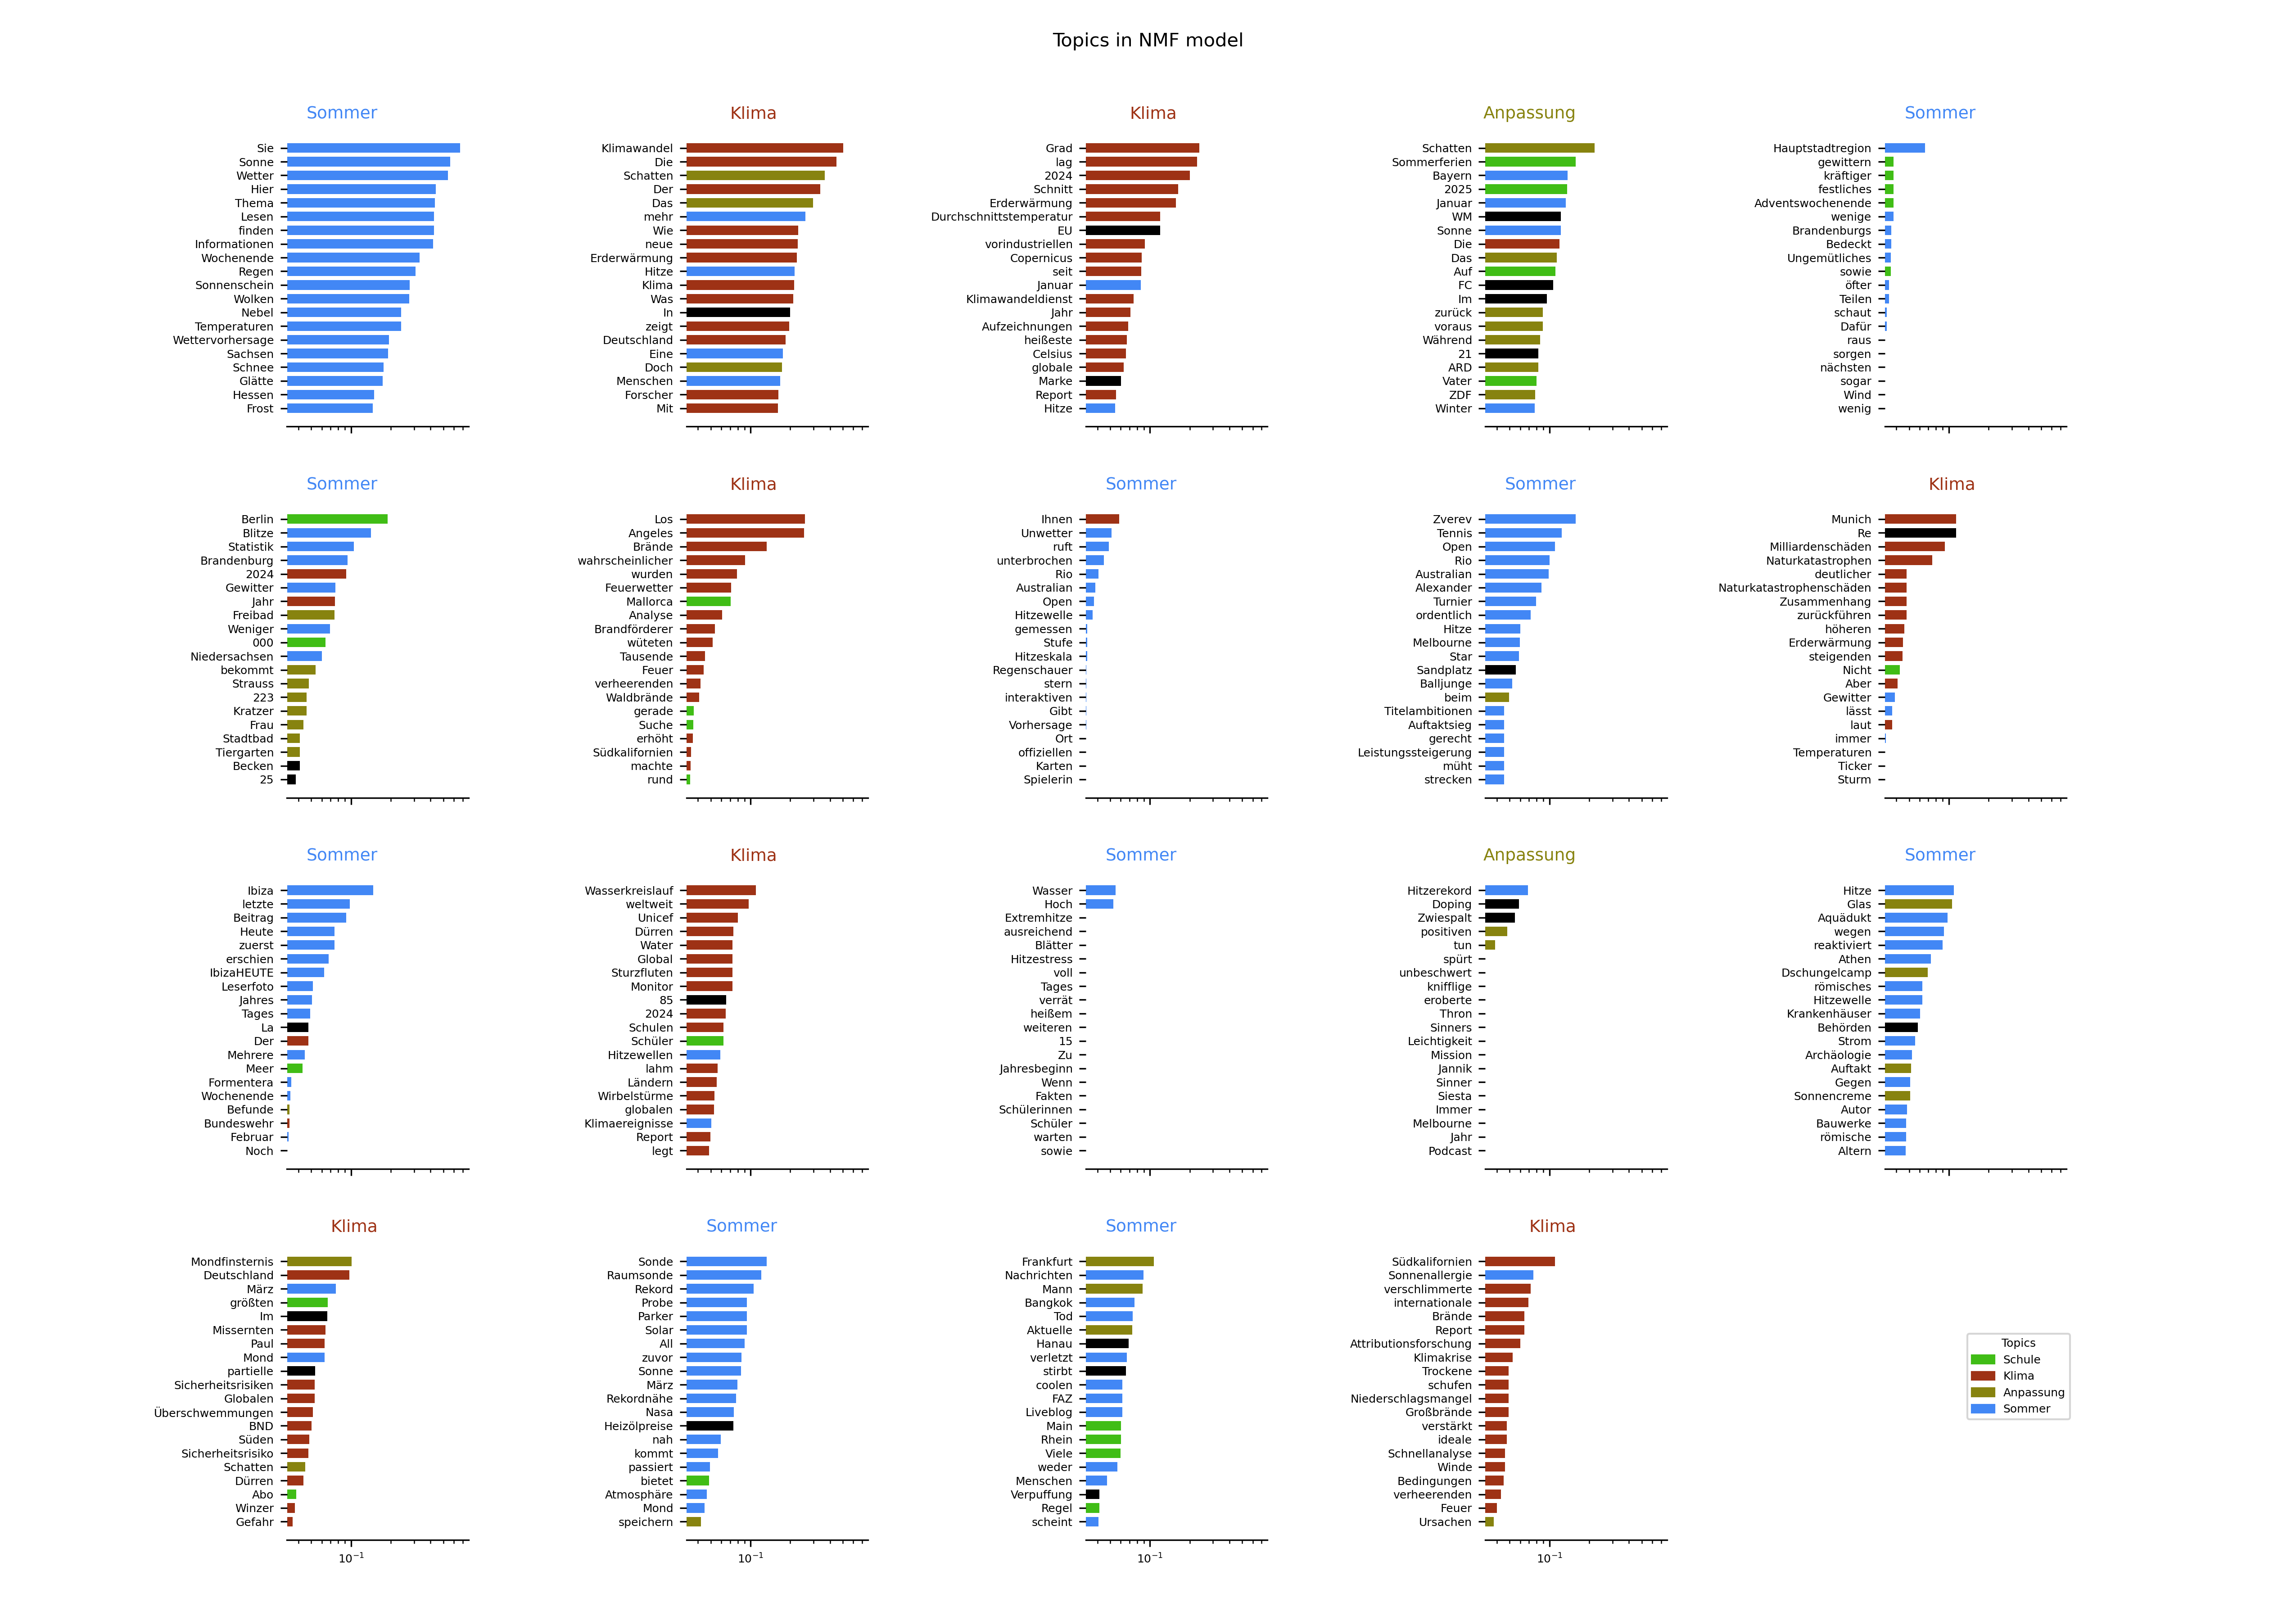 Topics in NMF model
Sommer
Sie
Sonne
Wetter
Hier
Thema
Lesen
finden
Informationen
Wochenende
Regen
Sonnenschein
Wolken
Nebel
Temperaturen
Wettervorhersage
Sachsen
Schnee
Glätte
Hessen
Frost
Klima
Klimawandel
Die
Schatten
Der
Das
mehr
Wie
neue
Erderwärmung
Hitze
Klima
Was
In
zeigt
Deutschland
Eine
Doch
Menschen
Forscher
Mit
Klima
Grad
lag
2024
Schnitt
Erderwärmung
Durchschnittstemperatur
EU
vorindustriellen
Copernicus
seit
Januar
Klimawandeldienst
Jahr
Aufzeichnungen
heißeste
Celsius
globale
Marke
Report
Hitze
Anpassung
Schatten
Sommerferien
Bayern
2025
Januar
WM
Sonne
Die
Das
Auf
FC
Im
zurück
voraus
Während
21
ARD
Vater
ZDF
Winter
Sommer
Hauptstadtregion
gewittern
kräftiger
festliches
Adventswochenende
wenige
Brandenburgs
Bedeckt
Ungemütliches
sowie
öfter
Teilen
schaut
Dafür
raus
sorgen
nächsten
sogar
Wind
wenig
Sommer
Berlin
Blitze
Statistik
Brandenburg
2024
Gewitter
Jahr
Freibad
Weniger
000
Niedersachsen
bekommt
Strauss
223
Kratzer
Frau
Stadtbad
Tiergarten
Becken
25
Klima
Los
Angeles
Brände
wahrscheinlicher
wurden
Feuerwetter
Mallorca
Analyse
Brandförderer
wüteten
Tausende
Feuer
verheerenden
Waldbrände
gerade
Suche
erhöht
Südkalifornien
machte
rund
Sommer
Ihnen
Unwetter
ruft
unterbrochen
Rio
Australian
Open
Hitzewelle
gemessen
Stufe
Hitzeskala
Regenschauer
stern
interaktiven
Gibt
Vorhersage
Ort
offiziellen
Karten
Spielerin
Sommer
Zverev
Tennis
Open
Rio
Australian
Alexander
Turnier
ordentlich
Hitze
Melbourne
Star
Sandplatz
Balljunge
beim
Titelambitionen
Auftaktsieg
gerecht
Leistungssteigerung
müht
strecken
Klima
Munich
Re
Milliardenschäden
Naturkatastrophen
deutlicher
Naturkatastrophenschäden
Zusammenhang
zurückführen
höheren
Erderwärmung
steigenden
Nicht
Aber
Gewitter
lässt
laut
immer
Temperaturen
Ticker
Sturm
Sommer
Ibiza
letzte
Beitrag
Heute
zuerst
erschien
IbizaHEUTE
Leserfoto
Jahres
Tages
La
Der
Mehrere
Meer
Formentera
Wochenende
Befunde
Bundeswehr
Februar
Noch
Klima
Wasserkreislauf
weltweit
Unicef
Dürren
Water
Global
Sturzfluten
Monitor
85
2024
Schulen
Schüler
Hitzewellen
lahm
Ländern
Wirbelstürme
globalen
Klimaereignisse
Report
legt
Sommer
Wasser
Hoch
Extremhitze
ausreichend
Blätter
Hitzestress
voll
Tages
verrät
heißem
weiteren
15
Zu
Jahresbeginn
Wenn
Fakten
Schülerinnen
Schüler
warten
sowie
Anpassung
Hitzerekord
Doping
Zwiespalt
positiven
tun
spürt
unbeschwert
knifflige
eroberte
Thron
Sinners
Leichtigkeit
Mission
Jannik
Sinner
Siesta
Immer
Melbourne
Jahr
Podcast
Sommer
Hitze
Glas
Aquädukt
wegen
reaktiviert
Athen
Dschungelcamp
römisches
Hitzewelle
Krankenhäuser
Behörden
Strom
Archäologie
Auftakt
Gegen
Sonnencreme
Autor
Bauwerke
römische
Altern
Klima
Mondfinsternis
Deutschland
März
größten
Im
Missernten
Paul
Mond
partielle
Sicherheitsrisiken
Globalen
Überschwemmungen
BND
Süden
Sicherheitsrisiko
Schatten
Dürren
Abo
Winzer
Gefahr
10⁻¹
Sommer
Sonde
Raumsonde
Rekord
Probe
Parker
Solar
All
zuvor
Sonne
März
Rekordnähe
Nasa
Heizölpreise
nah
kommt
passiert
bietet
Atmosphäre
Mond
speichern
10⁻¹
Sommer
Frankfurt
Nachrichten
Mann
Bangkok
Tod
Aktuelle
Hanau
verletzt
stirbt
coolen
FAZ
Liveblog
Main
Rhein
Viele
weder
Menschen
Verpuffung
Regel
scheint
10⁻¹
Klima
Südkalifornien
Sonnenallergie
verschlimmerte
internationale
Brände
Report
Attributionsforschung
Klimakrise
Trockene
schufen
Niederschlagsmangel
Großbrände
verstärkt
ideale
Schnellanalyse
Winde
Bedingungen
verheerenden
Feuer
Ursachen
10⁻¹
Topics
Schule
Klima
Anpassung
Sommer